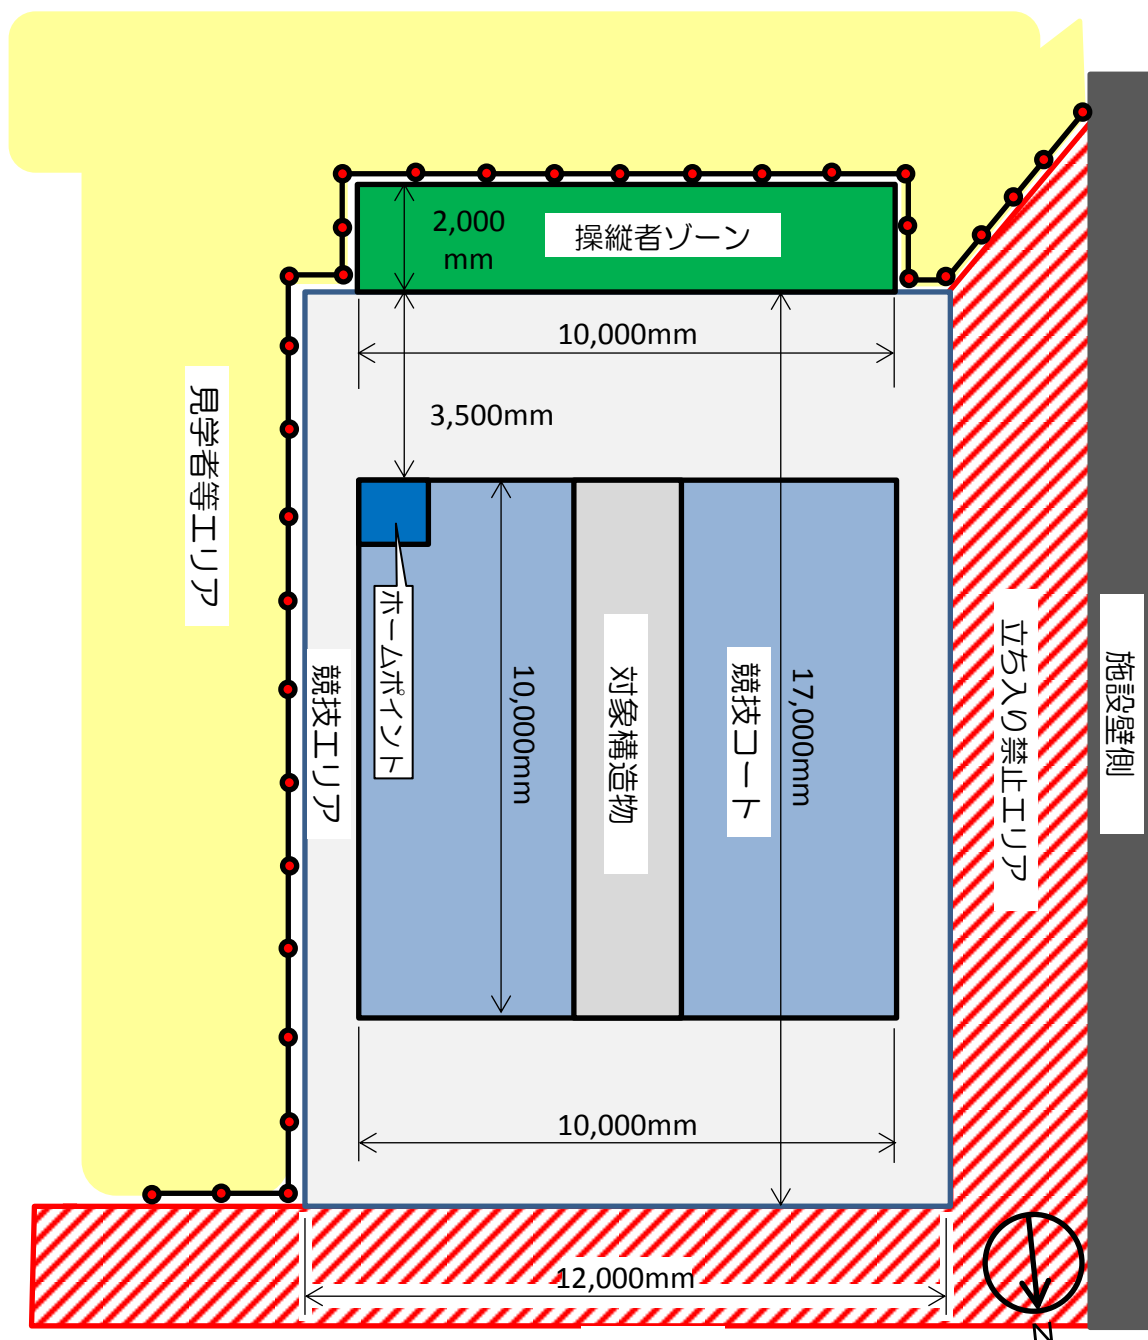 2,000
mm
操縦者ゾーン
10,000mm
3,500mm
見学者等エリア
ホームポイント
競技エリア
10,000mm
対象構造物
競技コート
17,000mm
立ち入り禁止エリア
施設壁側
10,000mm
12,000mm
N